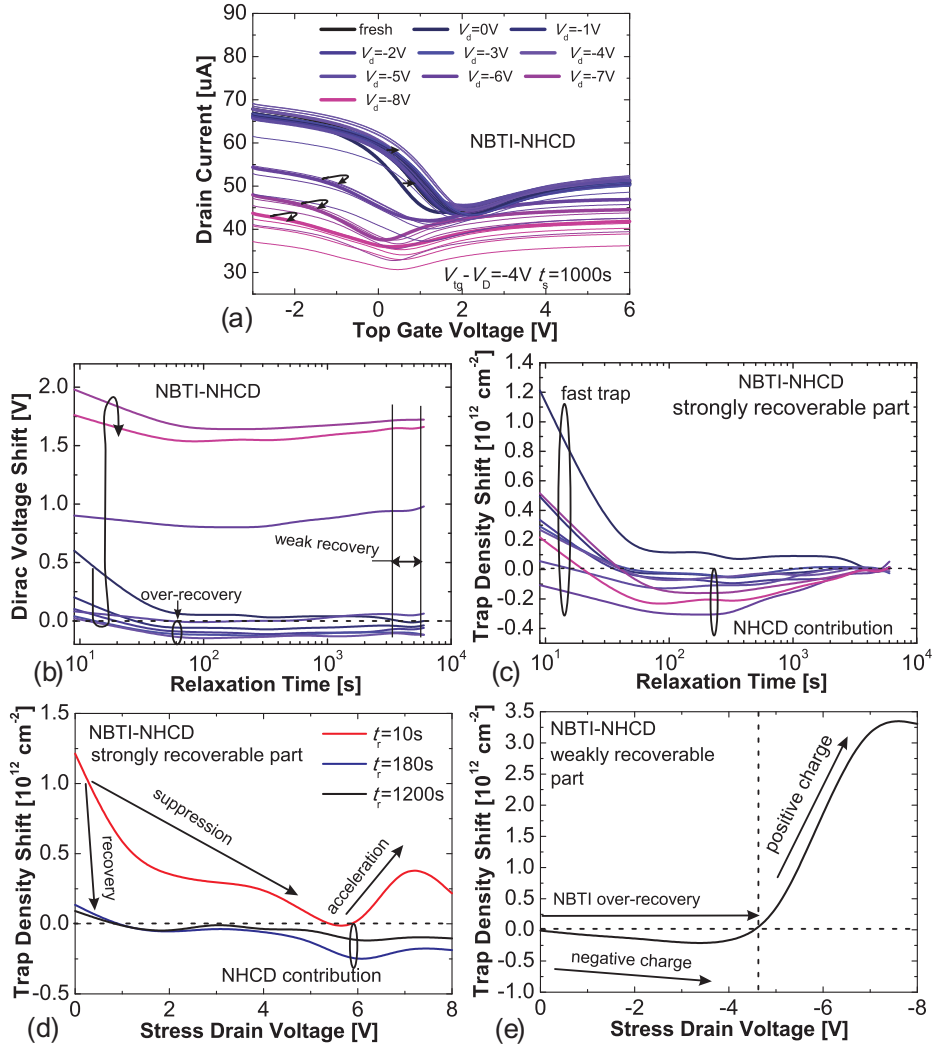 fresh V_d=0V V_d=-1V
V_d=-2V V_d=-3V V_d=-4V
V_d=-5V V_d=-6V V_d=-7V
V_d=-8V
NBTI-NHCD
V_tg-V_D=-4V t_s=1000s
Drain Current [uA]
90
80
70
60
50
40
30
-2 0 2 4 6
(a) Top Gate Voltage [V]
NBTI-NHCD
weak recovery
over-recovery
Dirac Voltage Shift [V]
2.0
1.5
1.0
0.5
0.0
10^1 10^2 10^3 10^4
(b) Relaxation Time [s]
fast trap
NBTI-NHCD
strongly recoverable part
NHCD contribution
Trap Density Shift [10^12 cm^-2]
1.4
1.2
1.0
0.8
0.6
0.4
0.2
0.0
-0.2
-0.4
10^1 10^2 10^3 10^4
(c) Relaxation Time [s]
NBTI-NHCD
strongly recoverable part
t_r=10s
t_r=180s
t_r=1200s
suppression
recovery
acceleration
NHCD contribution
Trap Density Shift [10^12 cm^-2]
1.5
1.0
0.5
0.0
-0.5
0 2 4 6 8
(d) Stress Drain Voltage [V]
NBTI-NHCD
weakly recoverable
part
positive charge
NBTI over-recovery
negative charge
Trap Density Shift [10^12 cm^-2]
3.5
3.0
2.5
2.0
1.5
1.0
0.5
0.0
-0.5
-1.0
0 -2 -4 -6 -8
(e) Stress Drain Voltage [V]